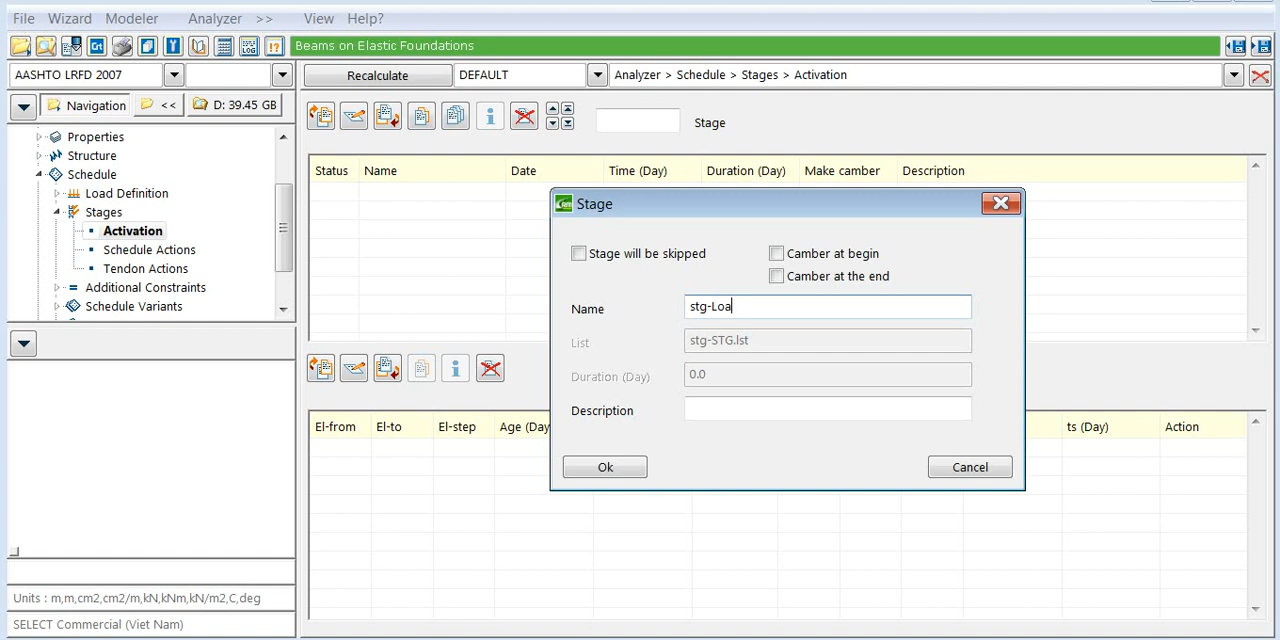 File Wizard Modeler Analyzer >> View Help?
Crt LOG !? Beams on Elastic Foundations
AASHTO LRFD 2007 Recalculate DEFAULT Analyzer > Schedule > Stages > Activation
Navigation << D: 39.45 GB
Stage
Properties
Structure
Schedule
Load Definition
Stages
Activation
Schedule Actions
Tendon Actions
Additional Constraints
Schedule Variants
Status Name Date Time (Day) Duration (Day) Make camber Description
Stage
Stage will be skipped Camber at begin
Camber at the end
Name stg-Loa
List stg-STG.lst
Duration (Day) 0.0
Description
Ok Cancel
El-from El-to El-step Age (Day ts (Day) Action
Units : m,m,cm2,cm2/m,kN,kNm,kN/m2,C,deg
SELECT Commercial (Viet Nam)